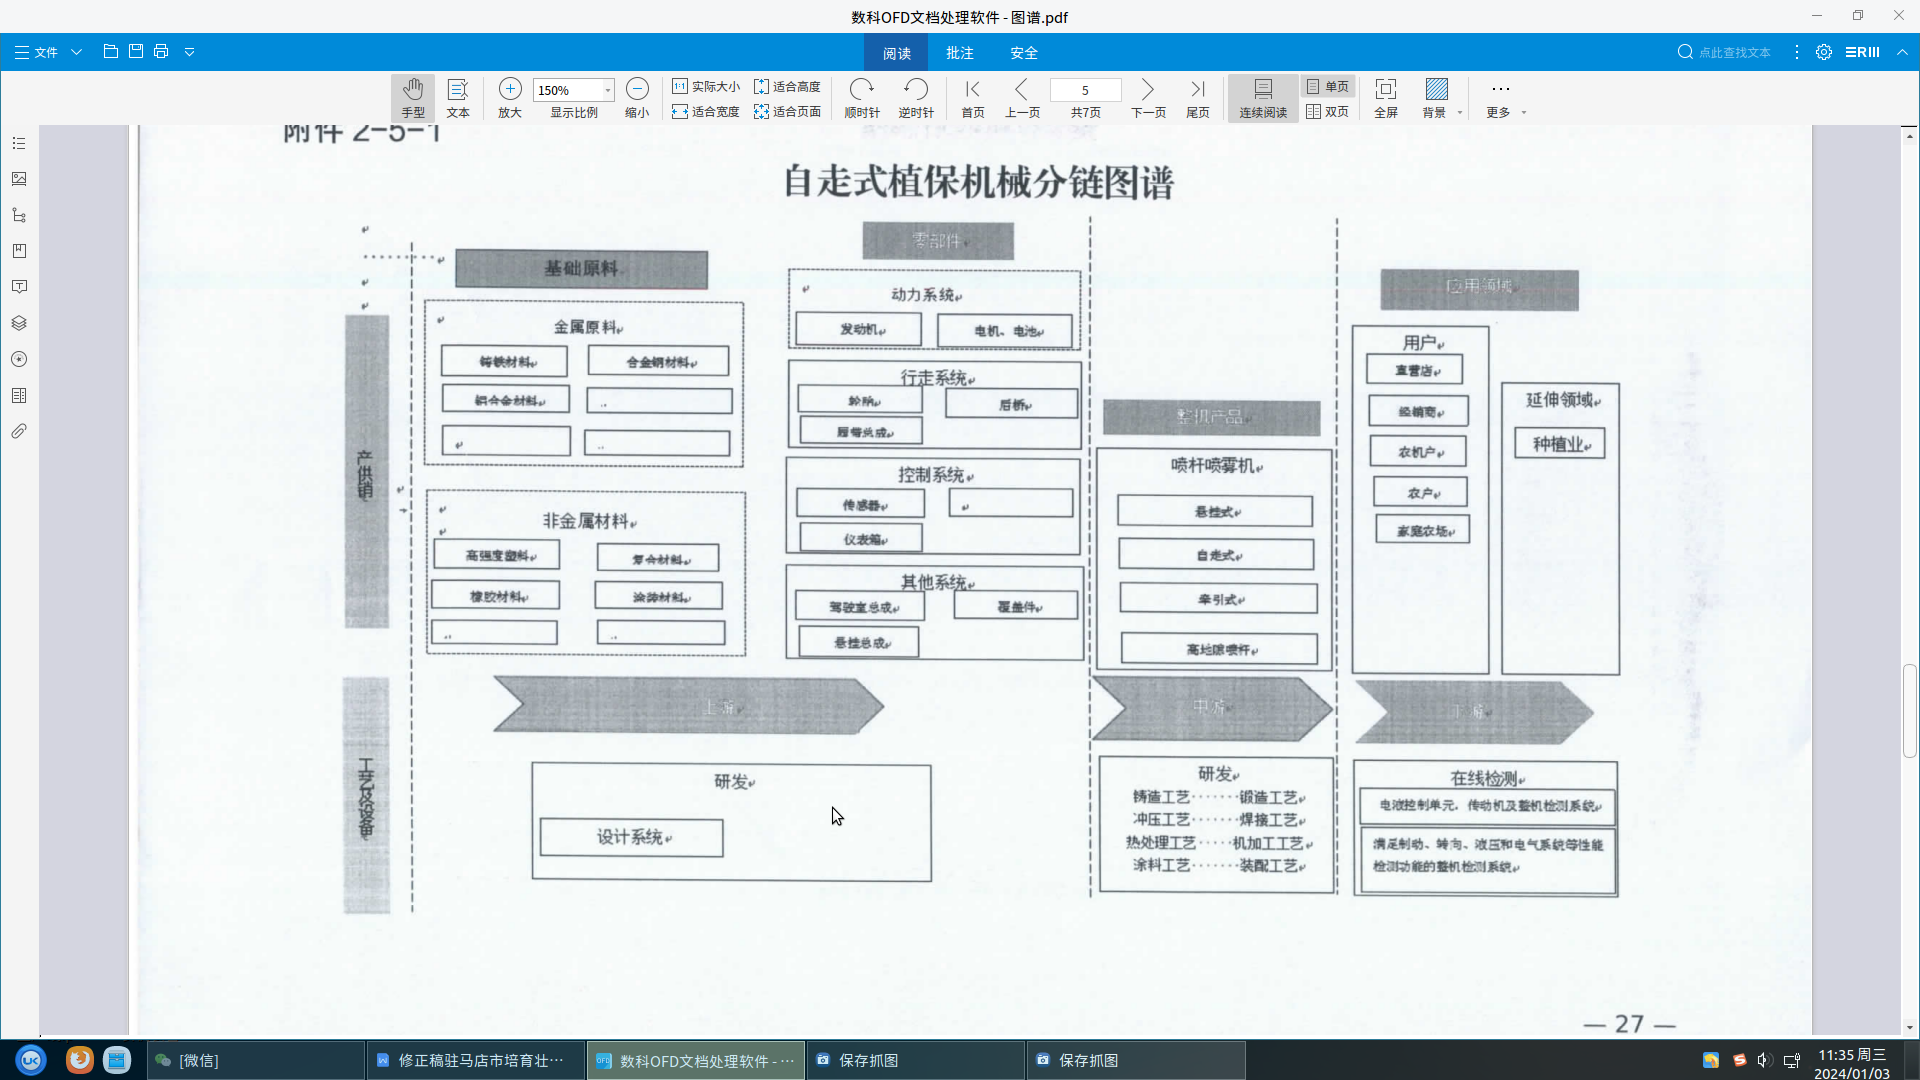 数科OFD文档处理软件 - 图谱.pdf
文件
阅读
批注
安全
点此查找文本
手型
文本
放大
150%
显示比例
缩小
实际大小
适合宽度
适合高度
适合页面
顺时针
逆时针
首页
上一页
5
共7页
下一页
尾页
连续阅读
单页
双页
全屏
背景
更多
附件 2-5-1
自走式植保机械分链图谱
基础原料
零部件
应用领域
产供销
金属原料
铸铁材料
合金钢材料
铝合金材料
非金属材料
高强度塑料
复合材料
橡胶材料
涂装材料
动力系统
发动机
电机、电池
行走系统
轮胎
后桥
履带总成
控制系统
传感器
仪表箱
其他系统
驾驶室总成
覆盖件
悬挂总成
整机产品
喷杆喷雾机
悬挂式
自走式
牵引式
高地隙喷杆
用户
直营店
经销商
农机户
农户
家庭农场
延伸领域
种植业
上游
中游
下游
工艺及设备
研发
设计系统
研发
铸造工艺·······锻造工艺
冲压工艺·······焊接工艺
热处理工艺·····机加工工艺
涂料工艺·······装配工艺
在线检测
电液控制单元，传动机及整机检测系统
满足制动、转向、液压和电气系统等性能
检测功能的整机检测系统
— 27 —
[微信]
修正稿驻马店市培育壮···
数科OFD文档处理软件 - ···
保存抓图
保存抓图
11:35 周三
2024/01/03